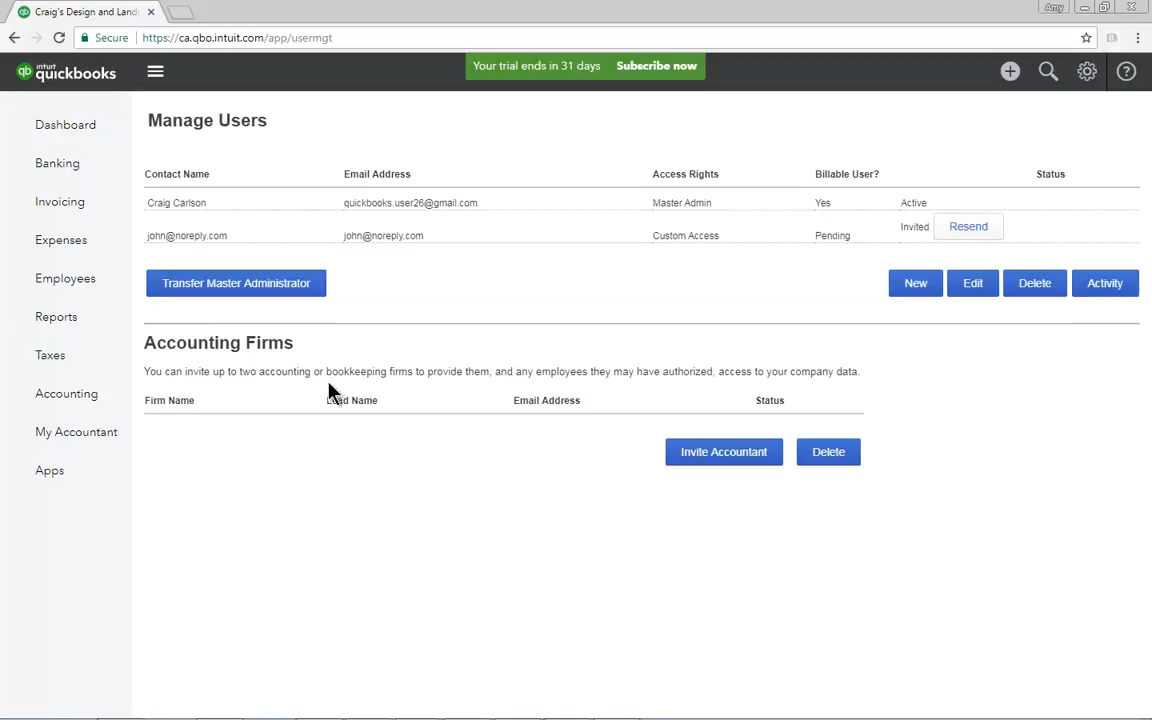 Craig's Design and Land
Amy
Secure https://ca.qbo.intuit.com/app/usermgt
qb intuit quickbooks
Your trial ends in 31 days Subscribe now
Dashboard
Banking
Invoicing
Expenses
Employees
Reports
Taxes
Accounting
My Accountant
Apps
Manage Users
Contact Name Email Address Access Rights Billable User? Status
Craig Carlson quickbooks.user26@gmail.com Master Admin Yes Active
john@noreply.com john@noreply.com Custom Access Pending Invited Resend
Transfer Master Administrator New Edit Delete Activity
Accounting Firms
You can invite up to two accounting or bookkeeping firms to provide them, and any employees they may have authorized, access to your company data.
Firm Name Lead Name Email Address Status
Invite Accountant Delete